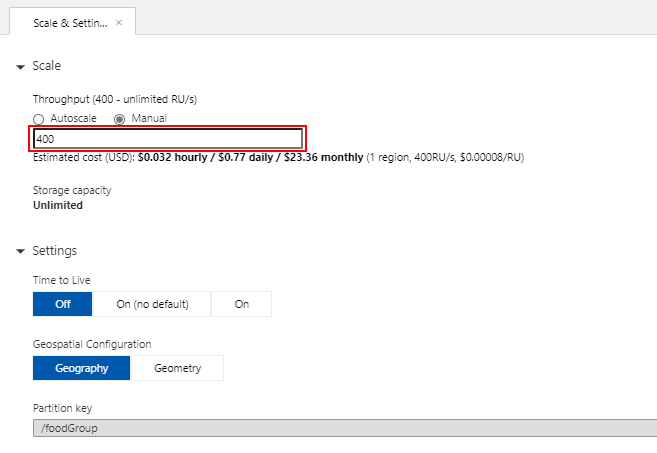 Scale & Settin... ×
Scale
Throughput (400 - unlimited RU/s)
Autoscale Manual
400
Estimated cost (USD): $0.032 hourly / $0.77 daily / $23.36 monthly (1 region, 400RU/s, $0.00008/RU)
Storage capacity
Unlimited
Settings
Time to Live
Off On (no default) On
Geospatial Configuration
Geography Geometry
Partition key
/foodGroup